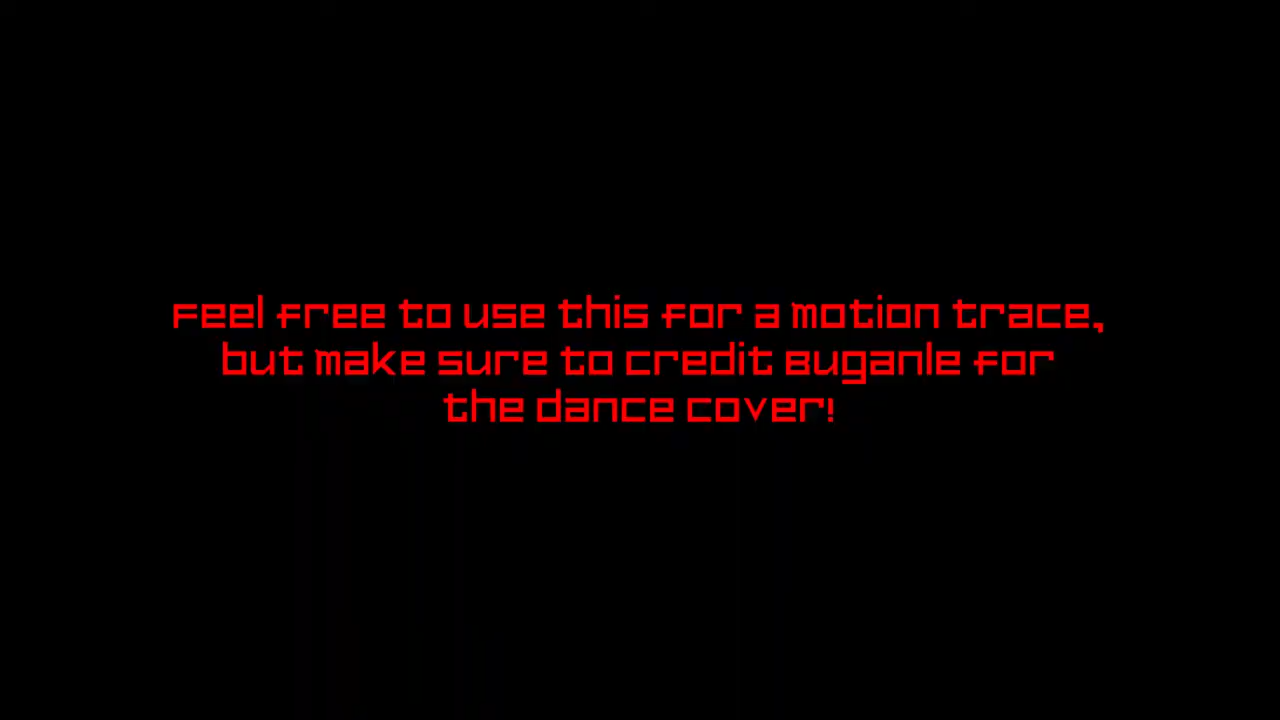 Feel free to use this for a motion trace,
but make sure to credit Buganle for
the dance cover!